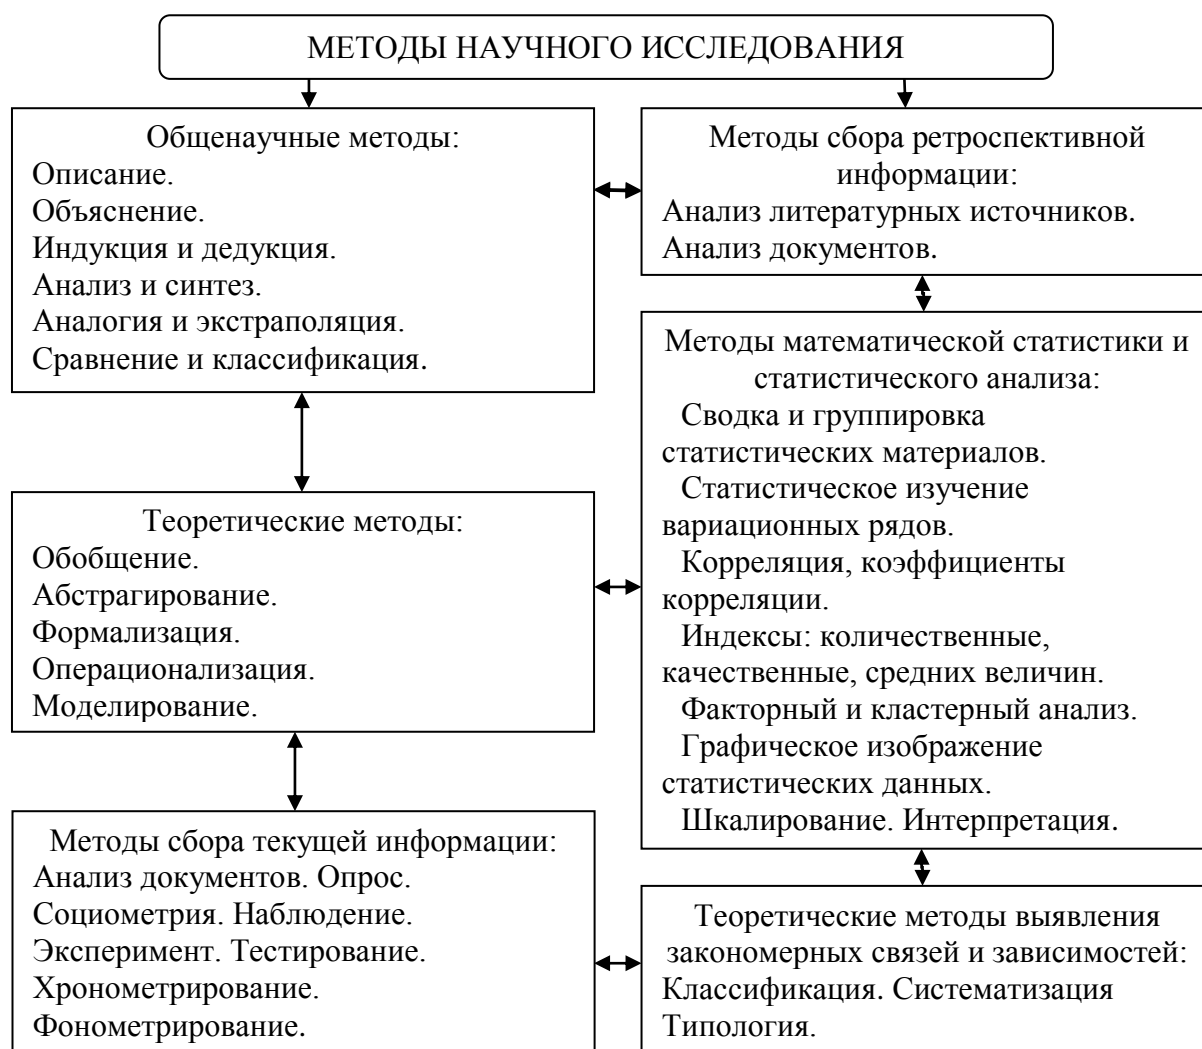 МЕТОДЫ НАУЧНОГО ИССЛЕДОВАНИЯ
Общенаучные методы:
Описание.
Объяснение.
Индукция и дедукция.
Анализ и синтез.
Аналогия и экстраполяция.
Сравнение и классификация.
Методы сбора ретроспективной
информации:
Анализ литературных источников.
Анализ документов.
Теоретические методы:
Обобщение.
Абстрагирование.
Формализация.
Операционализация.
Моделирование.
Методы математической статистики и
статистического анализа:
Сводка и группировка
статистических материалов.
Статистическое изучение
вариационных рядов.
Корреляция, коэффициенты
корреляции.
Индексы: количественные,
качественные, средних величин.
Факторный и кластерный анализ.
Графическое изображение
статистических данных.
Шкалирование. Интерпретация.
Методы сбора текущей информации:
Анализ документов. Опрос.
Социометрия. Наблюдение.
Эксперимент. Тестирование.
Хронометрирование.
Фонометрирование.
Теоретические методы выявления
закономерных связей и зависимостей:
Классификация. Систематизация
Типология.